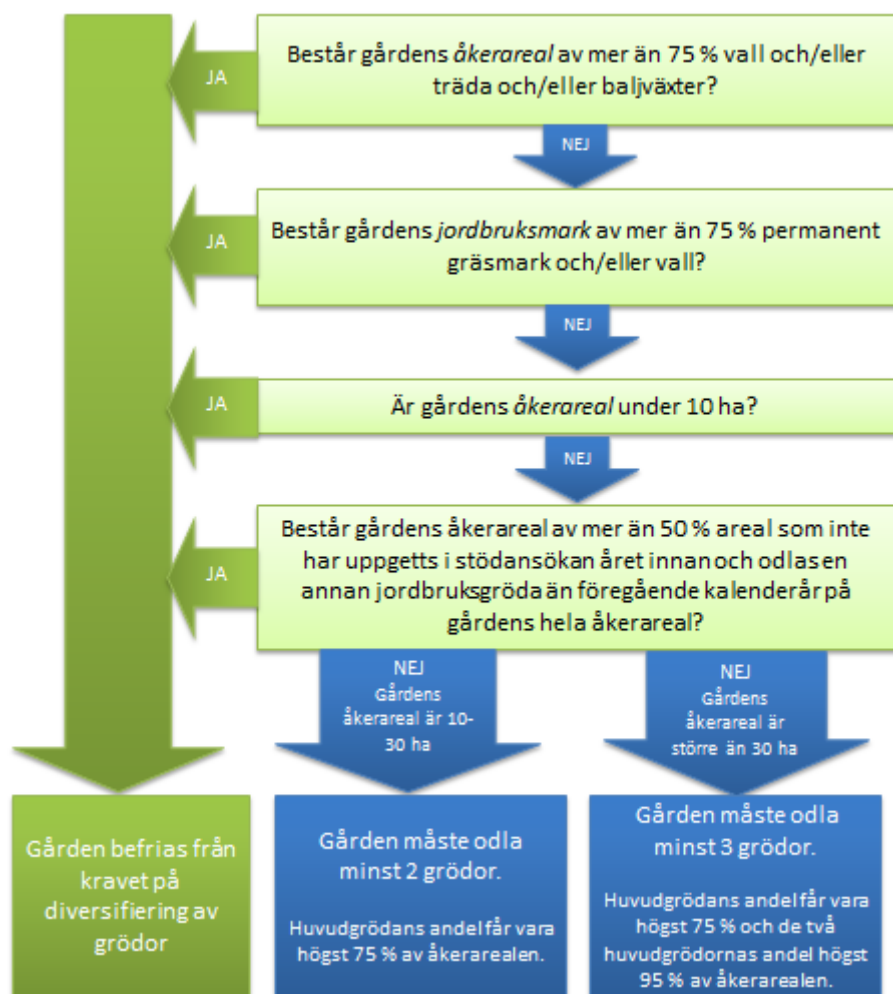 Består gårdens åkerareal av mer än 75 % vall och/eller
träda och/eller baljväxter?
JA
NEJ
Består gårdens jordbruksmark av mer än 75 % permanent
gräsmark och/eller vall?
JA
NEJ
Är gårdens åkerareal under 10 ha?
JA
NEJ
Består gårdens åkerareal av mer än 50 % areal som inte
har uppgetts i stödansökan året innan och odlas en
annan jordbruksgröda än föregående kalenderår på
gårdens hela åkerareal?
JA
NEJ
Gårdens
åkerareal är 10-
30 ha
NEJ
Gårdens
åkerareal är
större än 30 ha
Gården befrias från
kravet på
diversifiering av
grödor
Gården måste odla
minst 2 grödor.
Huvudgrödans andel får vara
högst 75 % av åkerarealen.
Gården måste odla
minst 3 grödor.
Huvudgrödans andel får vara
högst 75 % och de två
huvudgrödornas andel högst
95 % av åkerarealen.